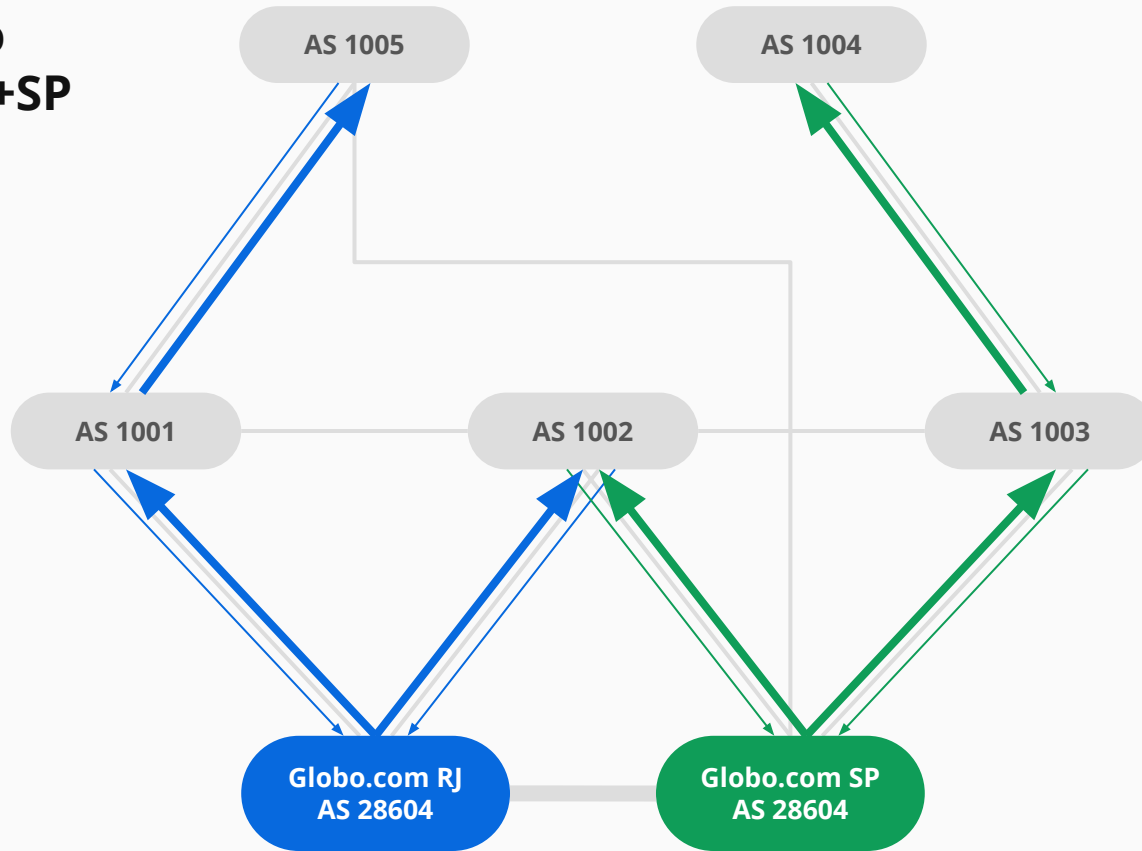 +SP
AS 1005
AS 1004
AS 1001
AS 1002
AS 1003
Globo.com RJ
AS 28604
Globo.com SP
AS 28604